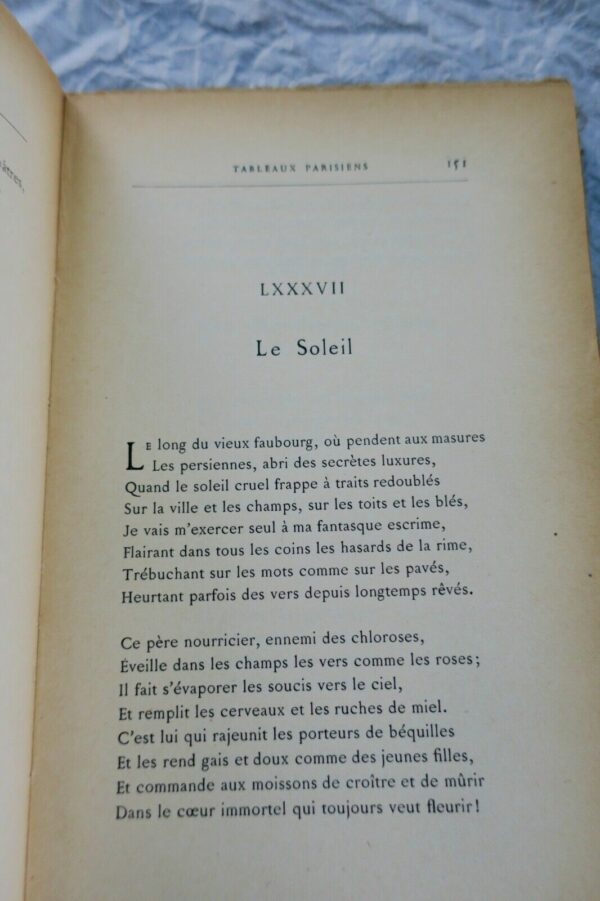 TABLEAUX PARISIENS 151
LXXXVII
Le Soleil
LE long du vieux faubourg, où pendent aux masures
Les persiennes, abri des secrètes luxures,
Quand le soleil cruel frappe à traits redoublés
Sur la ville et les champs, sur les toits et les blés,
Je vais m'exercer seul à ma fantasque escrime,
Flairant dans tous les coins les hasards de la rime,
Trébuchant sur les mots comme sur les pavés,
Heurtant parfois des vers depuis longtemps rêvés.
Ce père nourricier, ennemi des chloroses,
Éveille dans les champs les vers comme les roses ;
Il fait s'évaporer les soucis vers le ciel,
Et remplit les cerveaux et les ruches de miel.
C'est lui qui rajeunit les porteurs de béquilles
Et les rend gais et doux comme des jeunes filles,
Et commande aux moissons de croître et de mûrir
Dans le cœur immortel qui toujours veut fleurir !